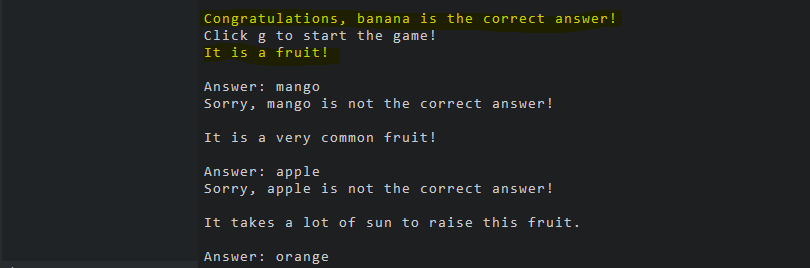 Congratulations, banana is the correct answer!
Click g to start the game!
It is a fruit!
Answer: mango
Sorry, mango is not the correct answer!
It is a very common fruit!
Answer: apple
Sorry, apple is not the correct answer!
It takes a lot of sun to raise this fruit.
Answer: orange